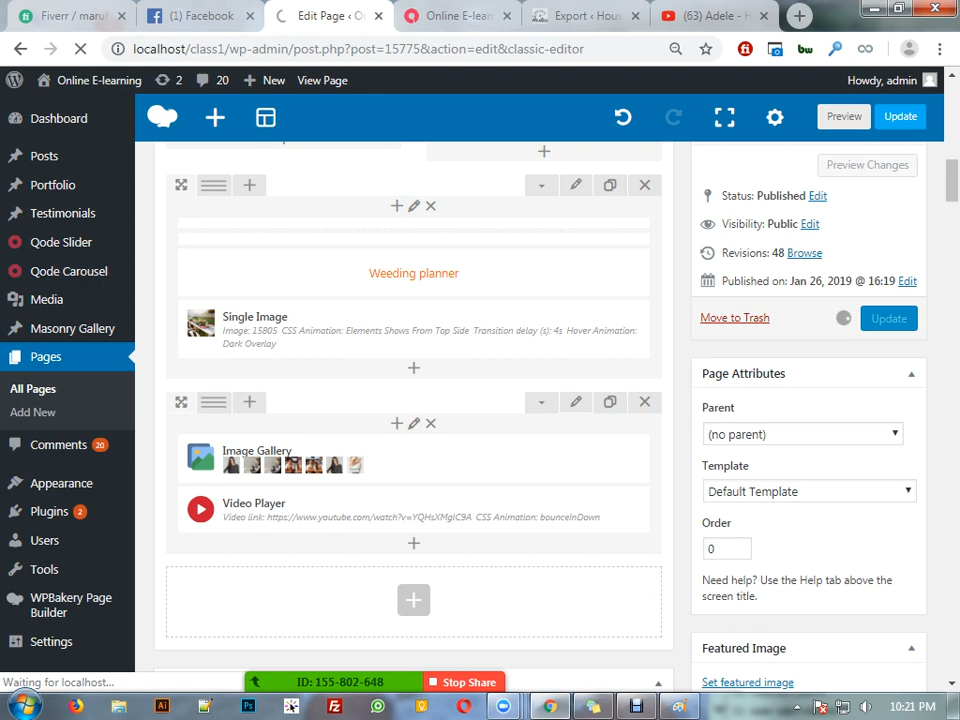 Fiverr / maruf
(1) Facebook
Edit Page ‹ O
Online E-lear
Export ‹ Hous
(63) Adele - H
localhost/class1/wp-admin/post.php?post=15775&action=edit&classic-editor
Online E-learning
2
20
New
View Page
Howdy, admin
Dashboard
Posts
Portfolio
Testimonials
Qode Slider
Qode Carousel
Media
Masonry Gallery
Pages
All Pages
Add New
Comments 20
Appearance
Plugins 2
Users
Tools
WPBakery Page
Builder
Settings
Preview
Update
Weeding planner
Single Image
Image: 15805 CSS Animation: Elements Shows From Top Side Transition delay (s): 4s Hover Animation:
Dark Overlay
Image Gallery
Video Player
Video link: https://www.youtube.com/watch?v=YQHsXMglC9A CSS Animation: bounceInDown
Preview Changes
Status: Published Edit
Visibility: Public Edit
Revisions: 48 Browse
Published on: Jan 26, 2019 @ 16:19 Edit
Move to Trash
Update
Page Attributes
Parent
(no parent)
Template
Default Template
Order
0
Need help? Use the Help tab above the
screen title.
Featured Image
Set featured image
Waiting for localhost...
ID: 155-802-648
Stop Share
10:21 PM